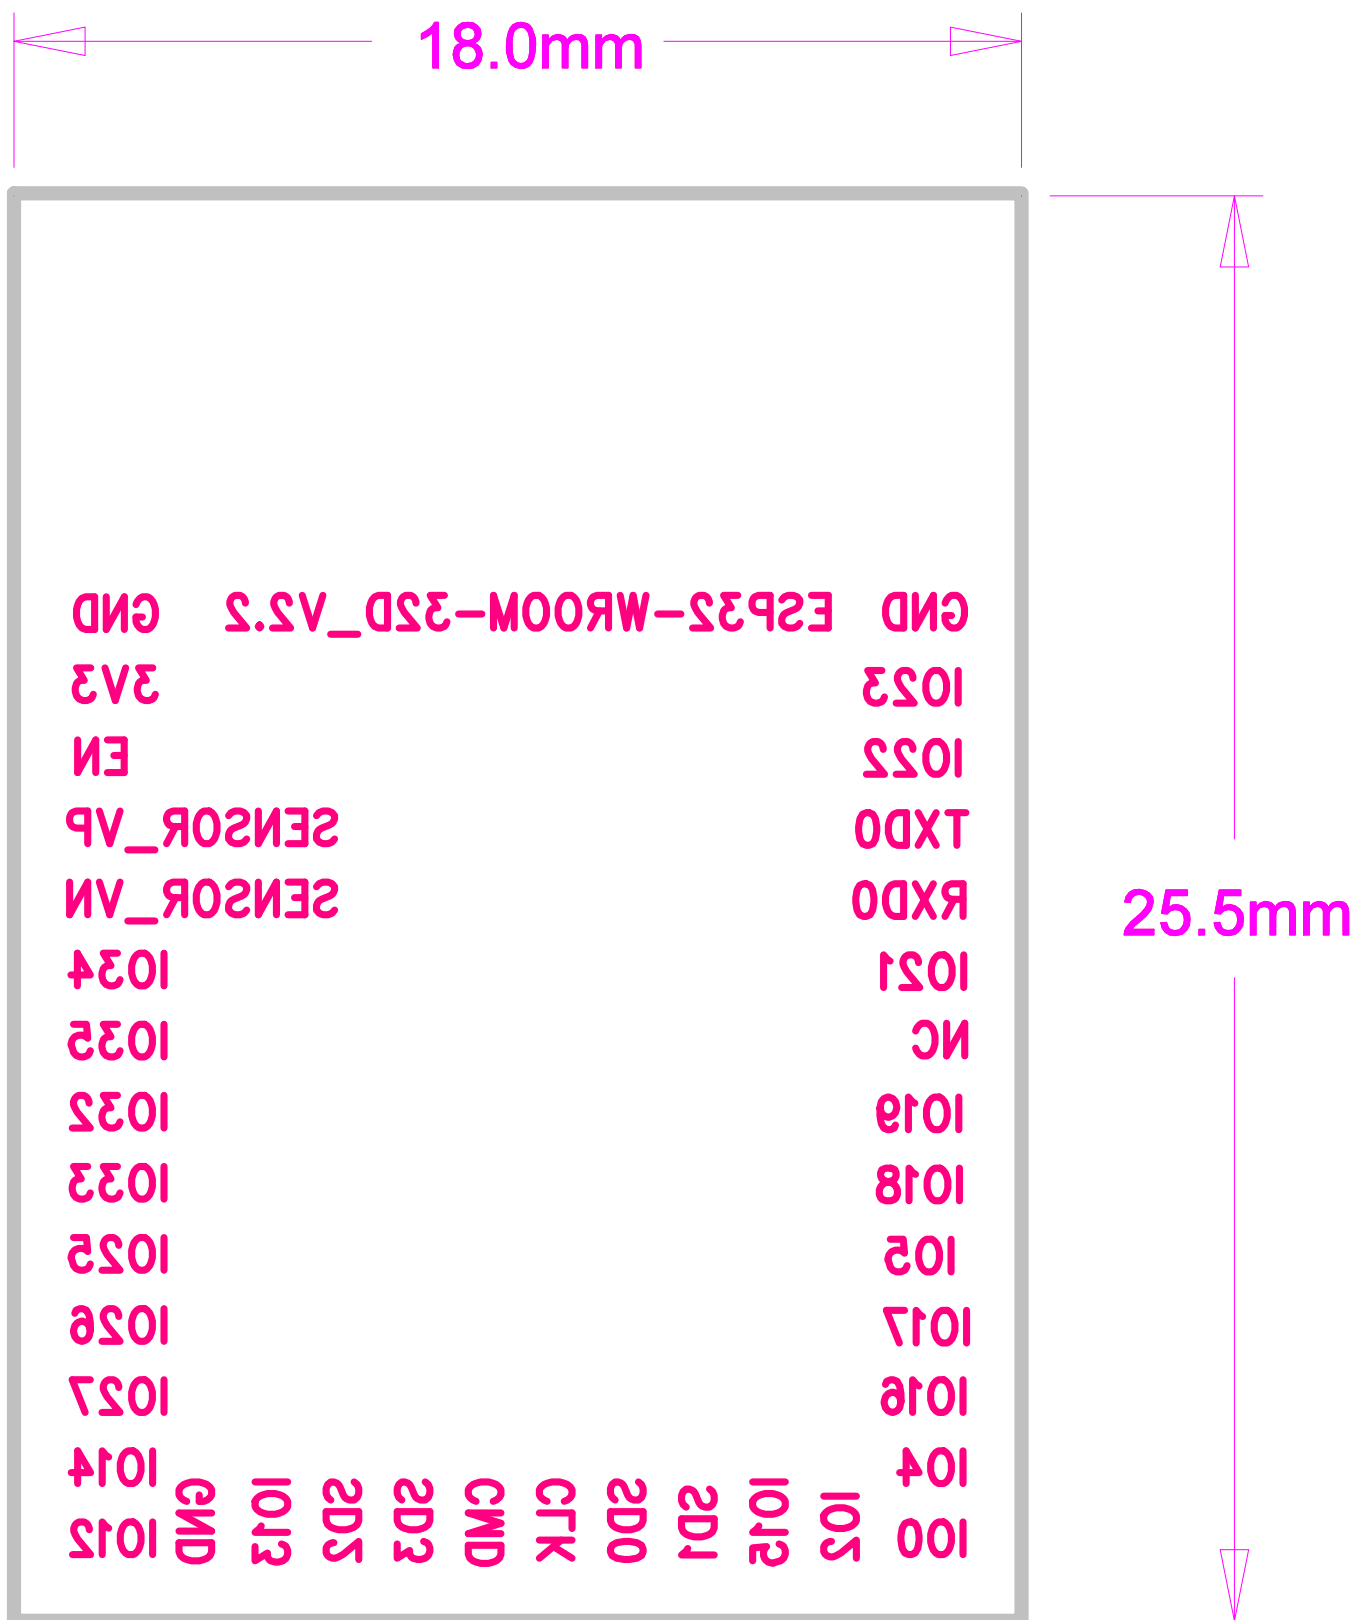 18.0mm
GND ESP32-WROOM-32D_V2.2 GND
3V3 IO23
EN IO22
SENSOR_VP TXD0
SENSOR_VN RXD0
25.5mm
IO34 IO21
IO35 NC
IO32 IO19
IO33 IO18
IO25 IO5
IO26 IO17
IO27 IO16
IO14 IO4
IO12 GND IO13 SD2 SD3 CMD CLK SD0 SD1 IO15 IO2 IO0